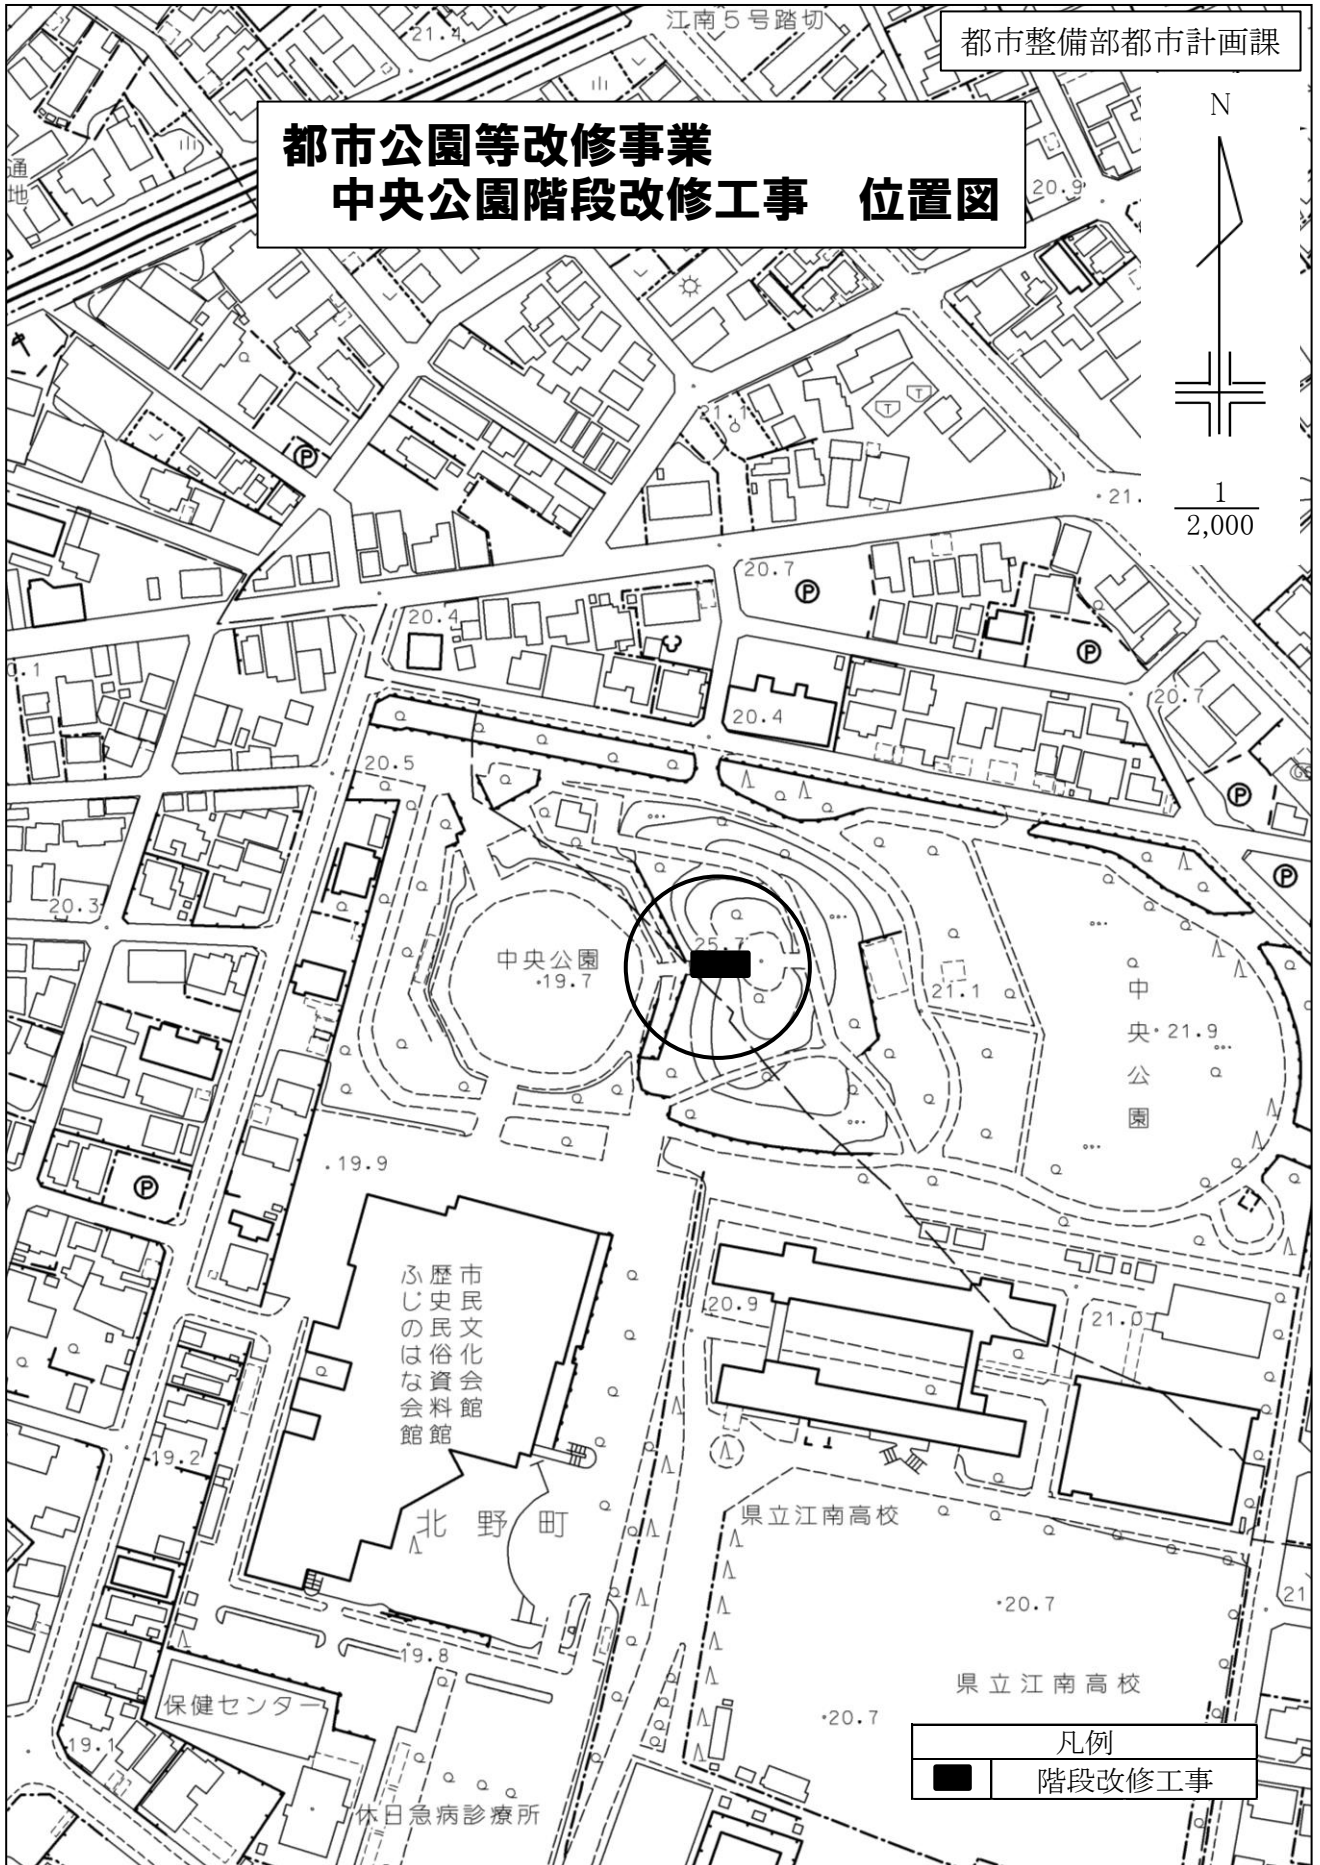 江南5号踏切
都市整備部都市計画課
21.4
都市公園等改修事業
中央公園階段改修工事 位置図
N
通
地
20.9
21.1
T
T
P
21.
1
2,000
20.7
P
20.4
P
0.1
20.7
20.4
20.5
P
P
20.3
25.7
中央公園
19.7
21.1
中央公園
21.9
19.9
P
市民文化会館
歴史民俗資料館
ふじのはな会館
20.9
21.0
19.2
北野町
県立江南高校
20.7
21
19.8
県立江南高校
保健センター
20.7
19.1
凡例
階段改修工事
休日急病診療所